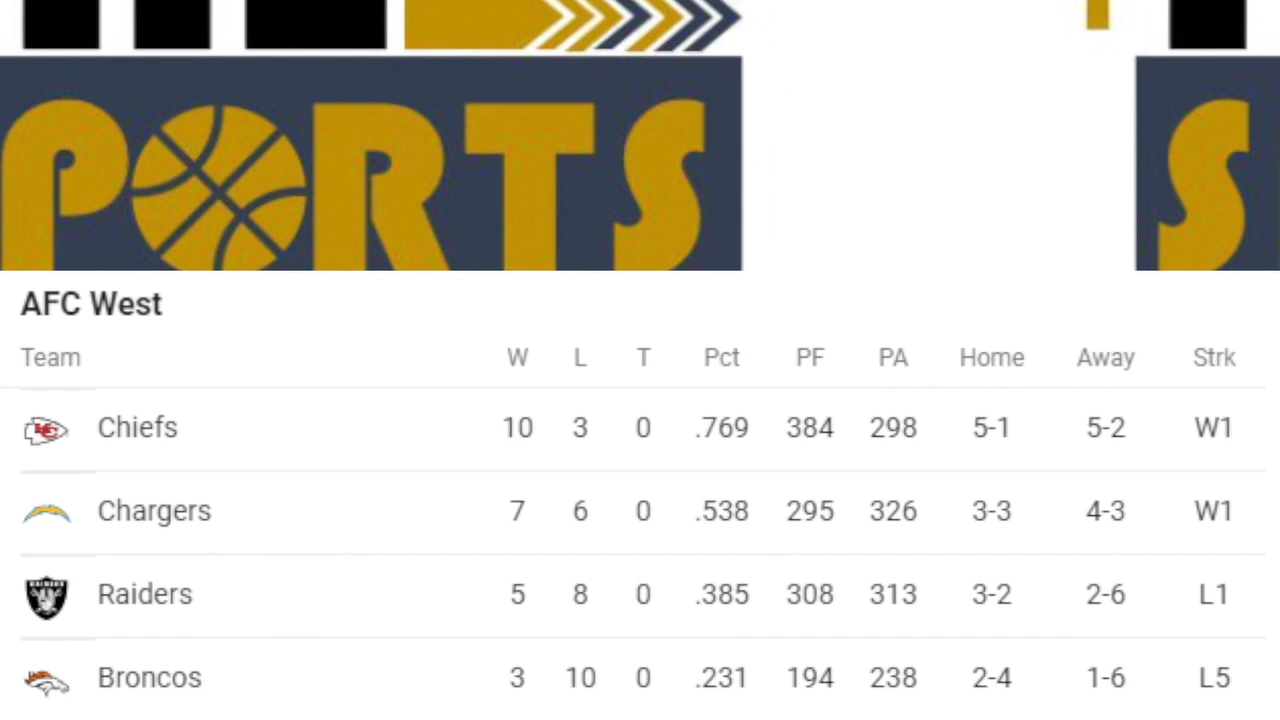 PORTS S
AFC West
Team W L T Pct PF PA Home Away Strk
Chiefs 10 3 0 .769 384 298 5-1 5-2 W1
Chargers 7 6 0 .538 295 326 3-3 4-3 W1
Raiders 5 8 0 .385 308 313 3-2 2-6 L1
Broncos 3 10 0 .231 194 238 2-4 1-6 L5